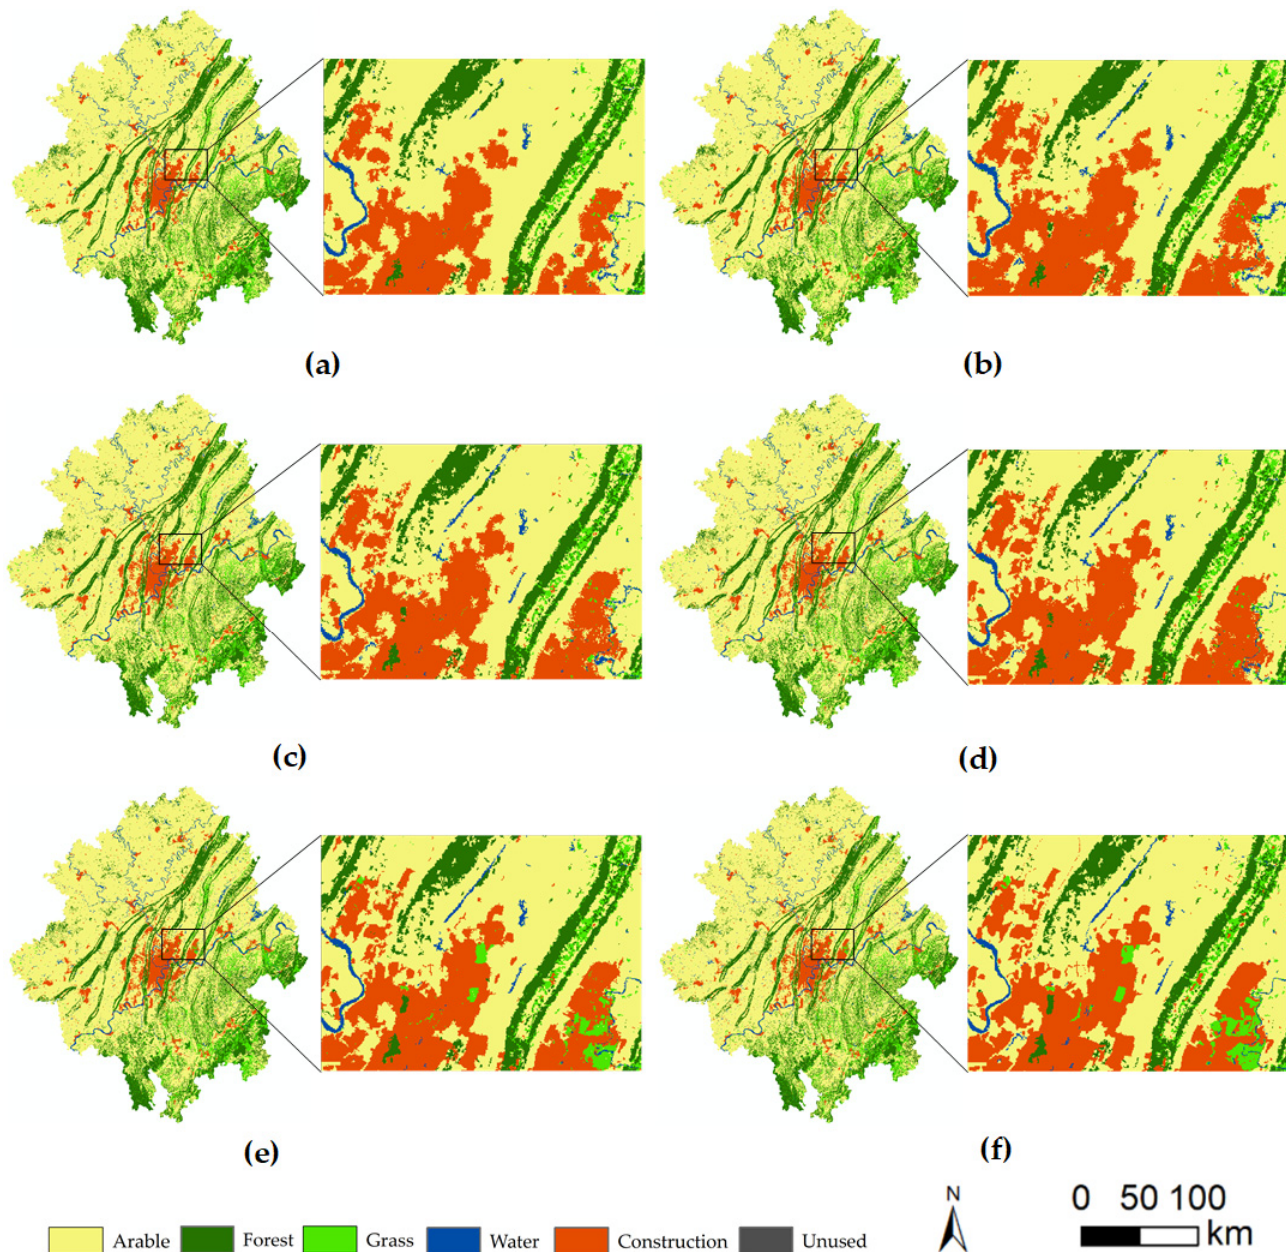 (a)
(b)
(c)
(d)
(e)
(f)
N
0 50 100
km
Arable Forest Grass Water Construction Unused